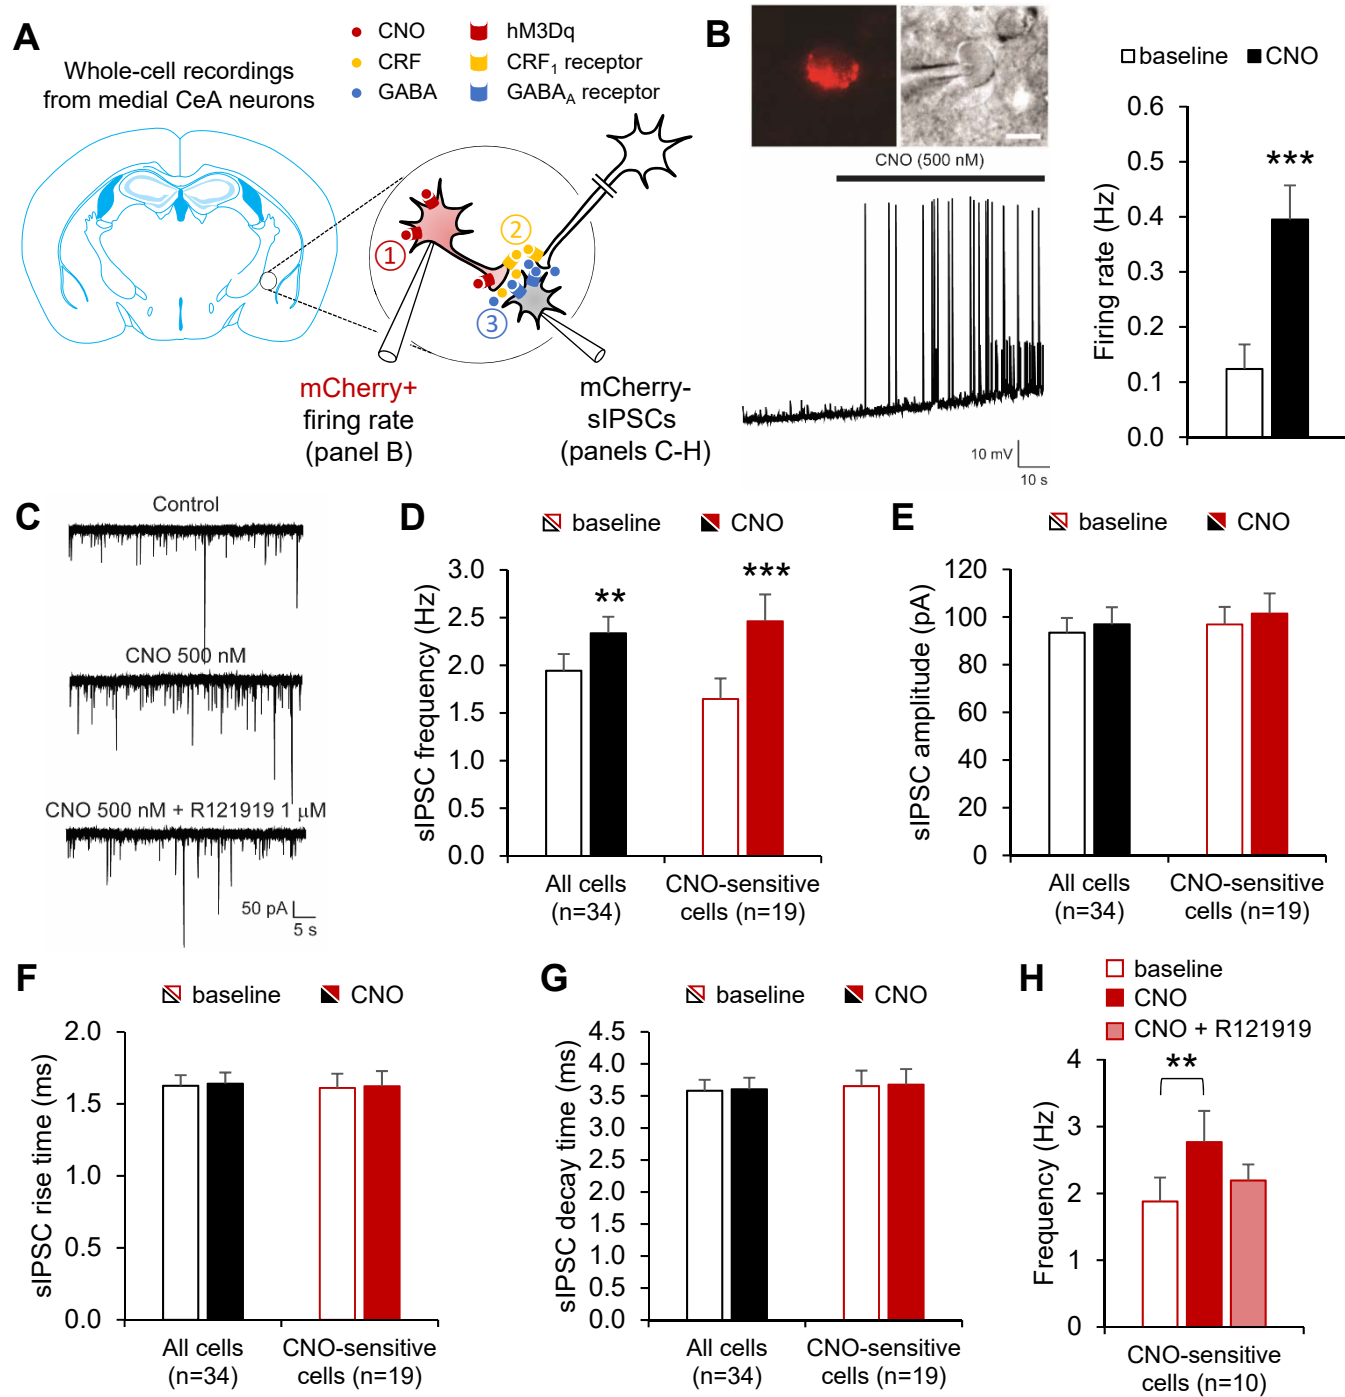 A
Whole-cell recordings
from medial CeA neurons
CNO
CRF
GABA
hM3Dq
CRF1 receptor
GABAA receptor
1
2
3
mCherry+
firing rate
(panel B)
mCherry-
sIPSCs
(panels C-H)
B
CNO (500 nM)
10 mV
10 s
baseline
CNO
Firing rate (Hz)
0.6
0.5
0.4
0.3
0.2
0.1
0.0
***
C
Control
CNO 500 nM
CNO 500 nM + R121919 1 μM
50 pA
5 s
D
baseline
CNO
sIPSC frequency (Hz)
3.0
2.5
2.0
1.5
1.0
0.5
0.0
**
***
All cells
(n=34)
CNO-sensitive
cells (n=19)
E
baseline
CNO
sIPSC amplitude (pA)
120
100
80
60
40
20
0
All cells
(n=34)
CNO-sensitive
cells (n=19)
F
baseline
CNO
sIPSC rise time (ms)
2.0
1.5
1.0
0.5
0.0
All cells
(n=34)
CNO-sensitive
cells (n=19)
G
baseline
CNO
sIPSC decay time (ms)
4.5
4.0
3.5
3.0
2.5
2.0
1.5
1.0
0.5
0.0
All cells
(n=34)
CNO-sensitive
cells (n=19)
H
baseline
CNO
CNO + R121919
Frequency (Hz)
4
3
2
1
0
**
CNO-sensitive
cells (n=10)